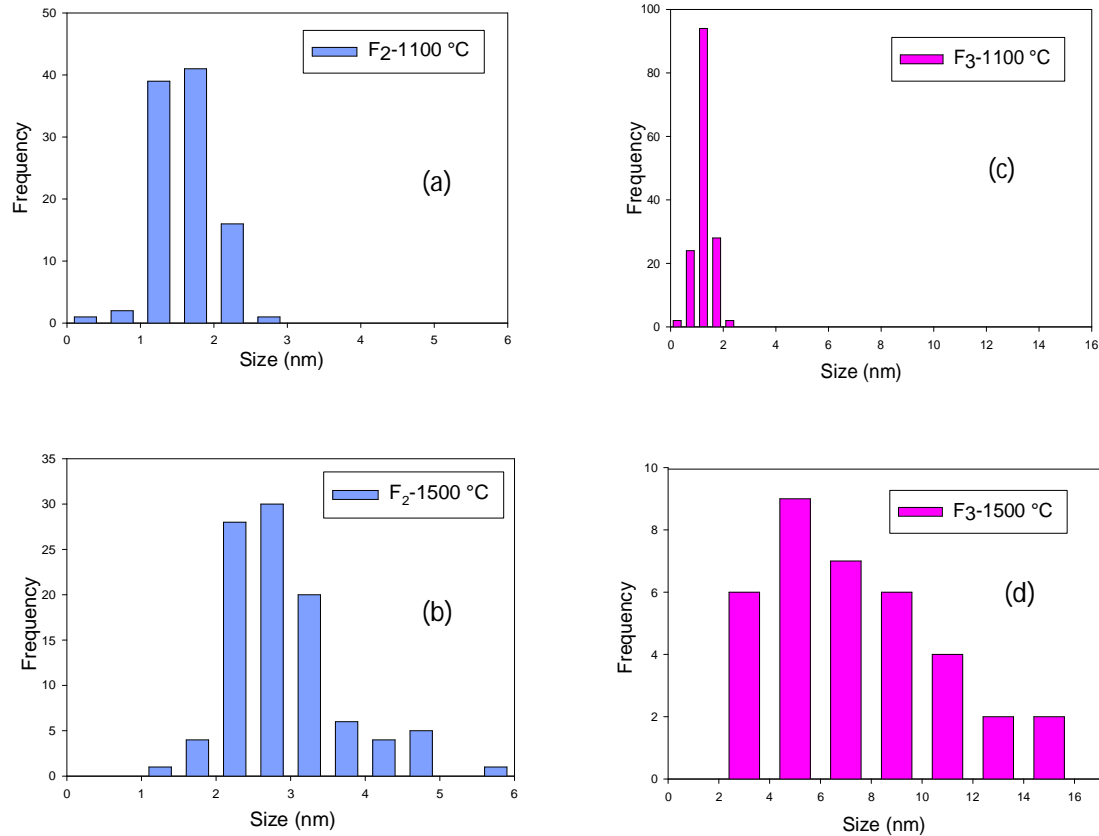 50
40
30
20
10
0
Frequency
F2-1100 °C
(a)
0 1 2 3 4 5 6
Size (nm)
100
80
60
40
20
0
Frequency
F3-1100 °C
(c)
0 2 4 6 8 10 12 14 16
Size (nm)
35
30
25
20
15
10
5
0
Frequency
F2-1500 °C
(b)
0 1 2 3 4 5 6
Size (nm)
10
8
6
4
2
0
Frequency
F3-1500 °C
(d)
0 2 4 6 8 10 12 14 16
Size (nm)